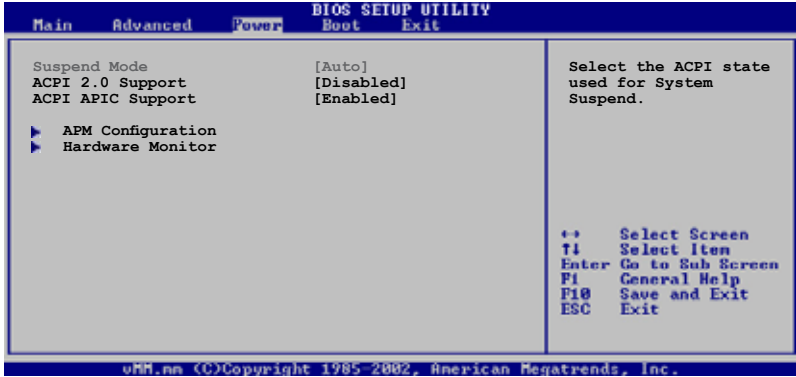 BIOS SETUP UTILITY
Main Advanced Power Boot Exit
Suspend Mode [Auto]
ACPI 2.0 Support [Disabled]
ACPI APIC Support [Enabled]
APM Configuration
Hardware Monitor
Select the ACPI state
used for System
Suspend.
↔ Select Screen
↑↓ Select Item
Enter Go to Sub Screen
F1 General Help
F10 Save and Exit
ESC Exit
vMM.mm (C)Copyright 1985-2002, American Megatrends, Inc.